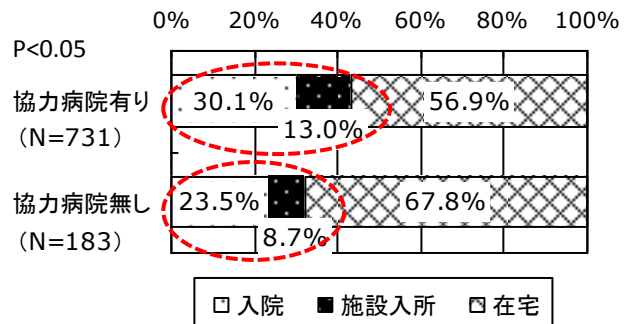 0% 20% 40% 60% 80% 100%
P<0.05
協力病院有り
（N=731）
30.1%
13.0%
56.9%
協力病院無し
（N=183）
23.5%
8.7%
67.8%
入院 施設入所 在宅